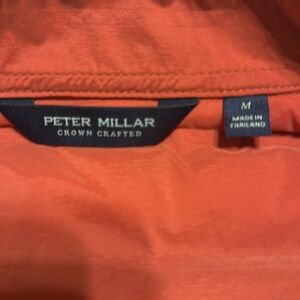 PETER MILLAR
CROWN CRAFTED
M
MADE IN
THAILAND